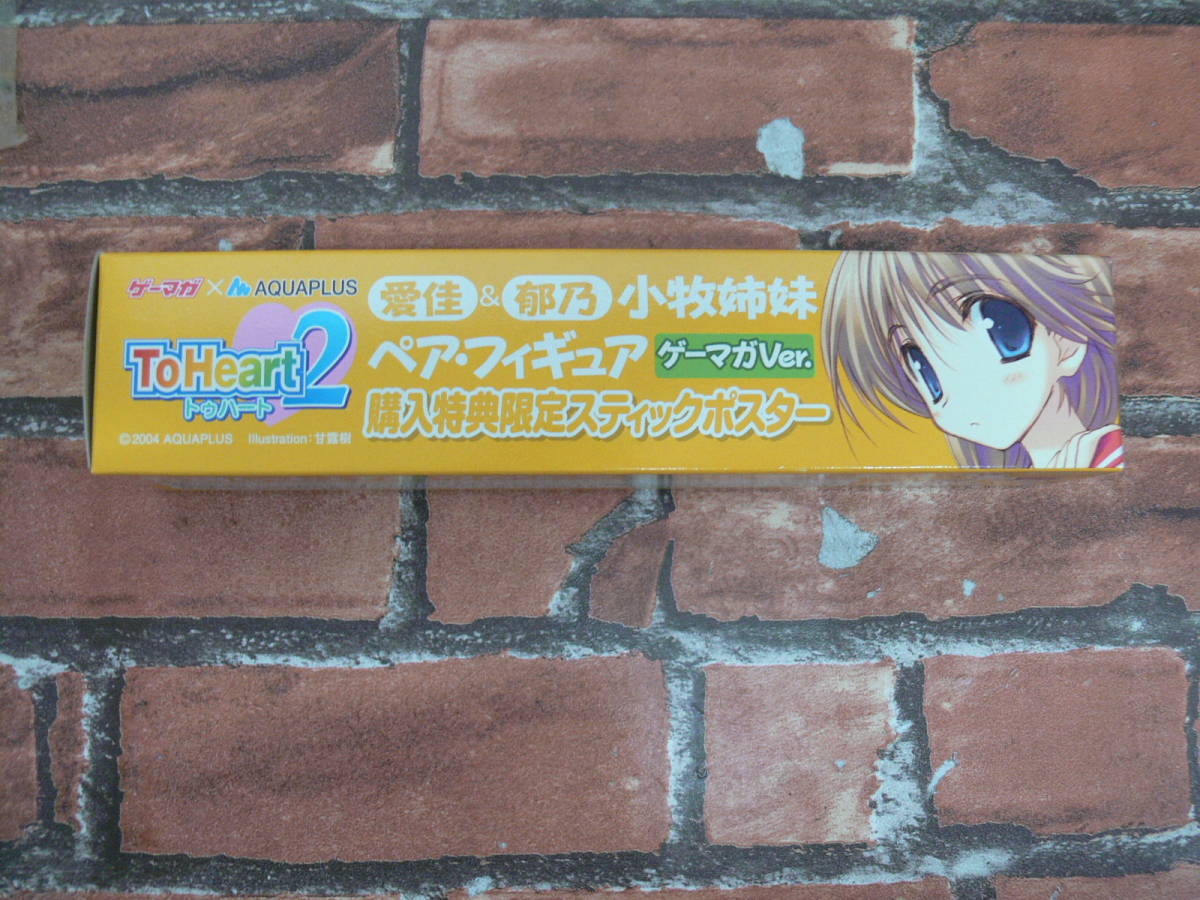 ゲーマガ×AQUAPLUS
ToHeart2
トゥハート
©2004 AQUAPLUS Illustration:甘露樹
愛佳&郁乃 小牧姉妹
ペア・フィギュア ゲーマガVer.
購入特典限定スティックポスター